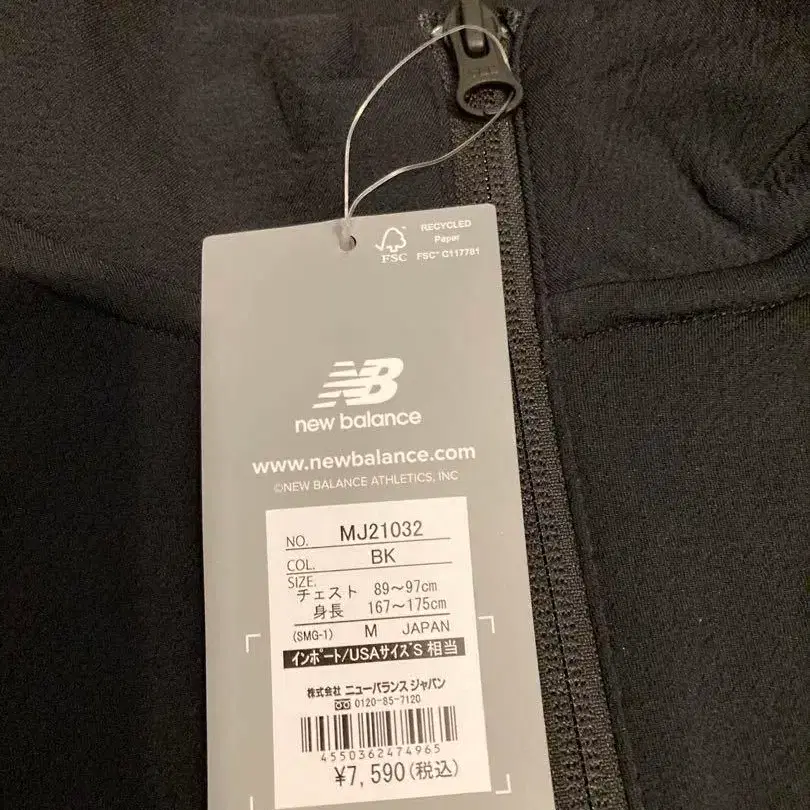 RECYCLED
Paper
FSC® C117781
FSC
NB
new balance
www.newbalance.com
©NEW BALANCE ATHLETICS, INC
NO. MJ21032
COL. BK
SIZE.
チェスト 89～97cm
身長 167～175cm
(SMG-1) M JAPAN
インポート/USAサイズS 相当
株式会社 ニューバランス ジャパン
0120-85-7120
4550362474965
¥7,590(税込)